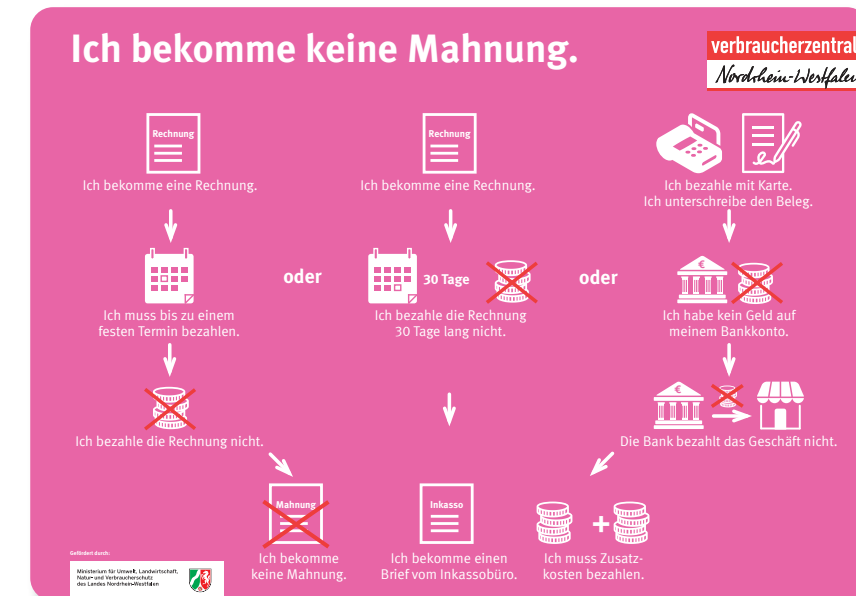 Ich bekomme keine Mahnung.
verbraucherzentral
Nordrhein-Westfalen
Rechnung
Ich bekomme eine Rechnung.
Rechnung
Ich bekomme eine Rechnung.
Ich bezahle mit Karte.
Ich unterschreibe den Beleg.
Ich muss bis zu einem
festen Termin bezahlen.
oder
30 Tage
Ich bezahle die Rechnung
30 Tage lang nicht.
oder
€
Ich habe kein Geld auf
meinem Bankkonto.
Ich bezahle die Rechnung nicht.
€
Die Bank bezahlt das Geschäft nicht.
Mahnung
Ich bekomme
keine Mahnung.
Inkasso
Ich bekomme einen
Brief vom Inkassobüro.
+
Ich muss Zusatz-
kosten bezahlen.
Gefördert durch:
Ministerium für Umwelt, Landwirtschaft,
Natur- und Verbraucherschutz
des Landes Nordrhein-Westfalen